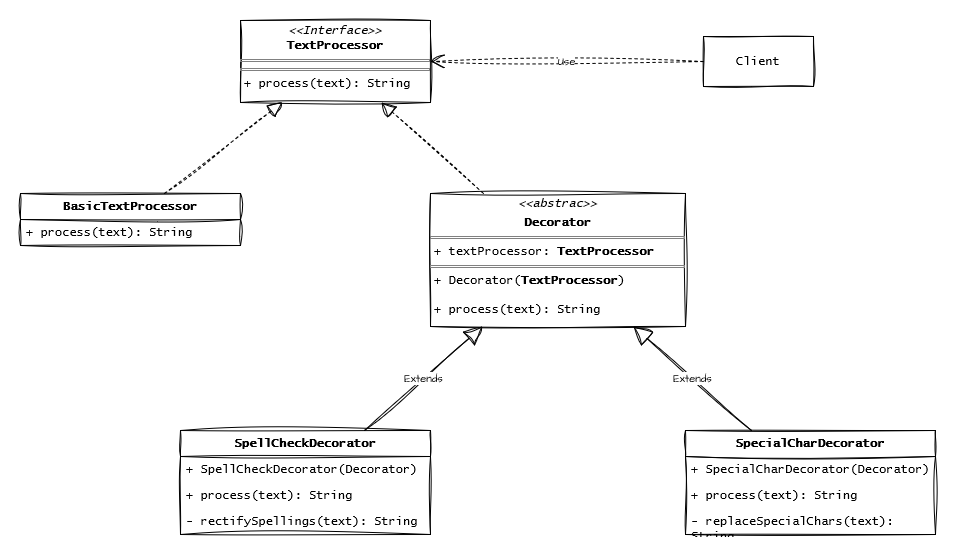 <<Interface>>
TextProcessor
+ process(text): String
Use
Client
BasicTextProcessor
+ process(text): String
<<abstrac>>
Decorator
+ textProcessor: TextProcessor
+ Decorator(TextProcessor)
+ process(text): String
Extends
Extends
SpellCheckDecorator
+ SpellCheckDecorator(Decorator)
+ process(text): String
- rectifySpellings(text): String
SpecialCharDecorator
+ SpecialCharDecorator(Decorator)
+ process(text): String
- replaceSpecialChars(text):
String